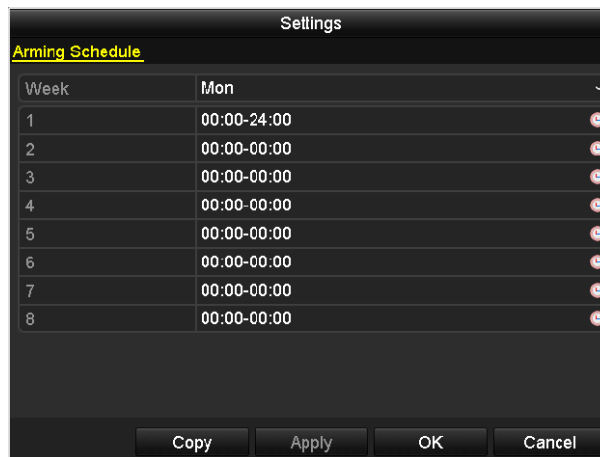 Settings
Arming Schedule
Week Mon
1 00:00-24:00
2 00:00-00:00
3 00:00-00:00
4 00:00-00:00
5 00:00-00:00
6 00:00-00:00
7 00:00-00:00
8 00:00-00:00
Copy Apply OK Cancel